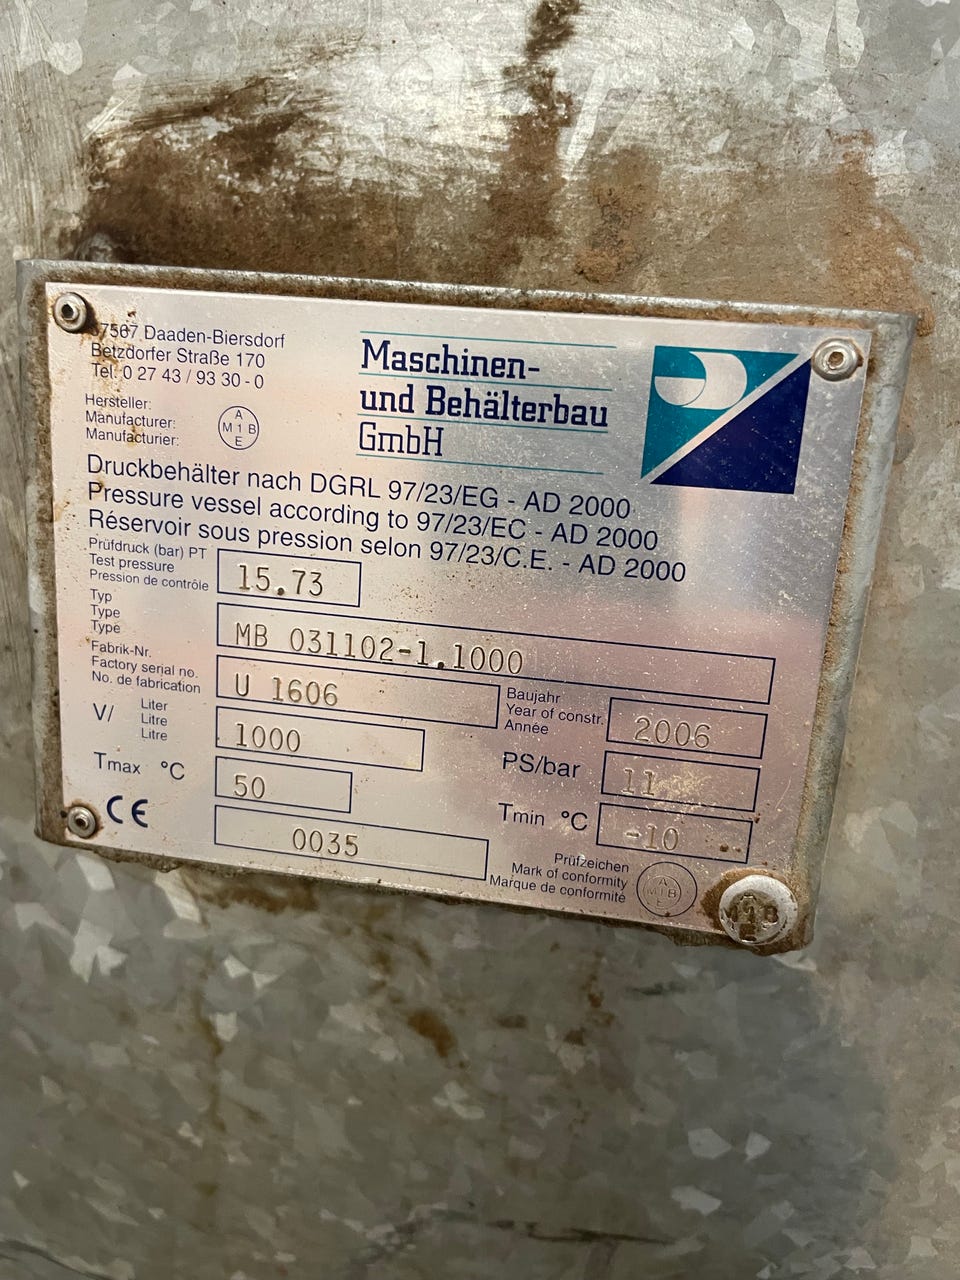 57567 Daaden-Biersdorf
Betzdorfer Straße 170
Tel. 0 27 43 / 93 30 - 0
Maschinen-
und Behälterbau
GmbH
Hersteller:
Manufacturer:
Manufacturier:
A
M 1 B
E
Druckbehälter nach DGRL 97/23/EG - AD 2000
Pressure vessel according to 97/23/EC - AD 2000
Réservoir sous pression selon 97/23/C.E. - AD 2000
Prüfdruck (bar) PT
Test pressure
Pression de contrôle
15.73
Typ
Type
Type
MB 031102-1.1000
Fabrik-Nr.
Factory serial no.
No. de fabrication
U 1606
Baujahr
Year of constr.
Année
2006
V/
Liter
Litre
Litre
1000
PS/bar
11
Tmax °C
50
Tmin °C
-10
CE
0035
Prüfzeichen
Mark of conformity
Marque de conformité
A
M 1 B
E
M1B